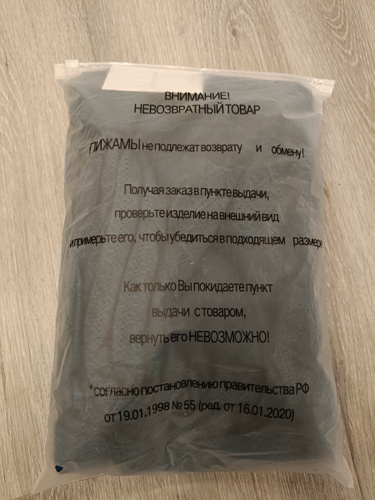 ВНИМАНИЕ!
НЕВОЗВРАТНЫЙ ТОВАР
ПИЖАМЫ не подлежат возврату и обмену!
Получая заказ в пункте выдачи,
проверьте изделие на внешний вид
и примерьте его, чтобы убедиться в подходящем размере
Как только Вы покидаете пункт
выдачи с товаром,
вернуть его НЕВОЗМОЖНО!
*согласно постановлению правительства РФ
от 19.01.1998 № 55 (ред. от 16.01.2020)